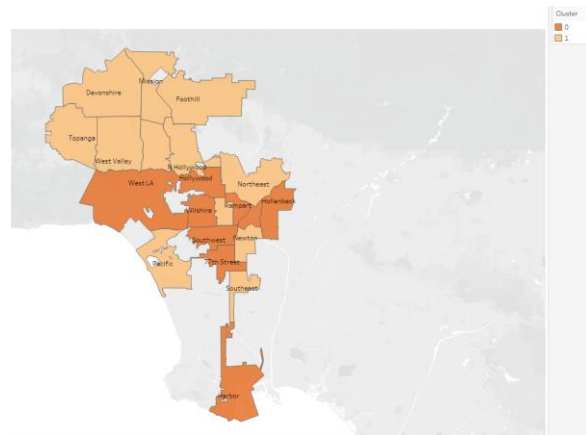 Cluster
0
1
Mission
Devonshire
Foothill
Topanga
West Valley
N Hollywood
Hollywood
West LA
Northeast
Hollenbeck
Rampart
Wilshire
Southwest
Newton
Pacific
77th Street
Southeast
Harbor